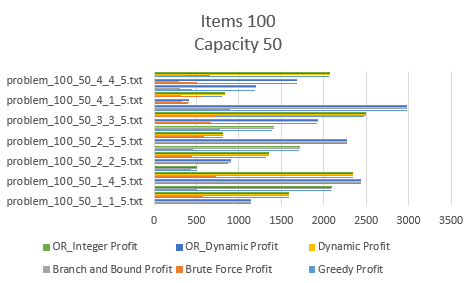 Items 100
Capacity 50
problem_100_50_4_4_5.txt
problem_100_50_4_1_5.txt
problem_100_50_3_3_5.txt
problem_100_50_2_5_5.txt
problem_100_50_2_2_5.txt
problem_100_50_1_4_5.txt
problem_100_50_1_1_5.txt
0 500 1000 1500 2000 2500 3000 3500
OR_Integer Profit OR_Dynamic Profit Dynamic Profit
Branch and Bound Profit Brute Force Profit Greedy Profit